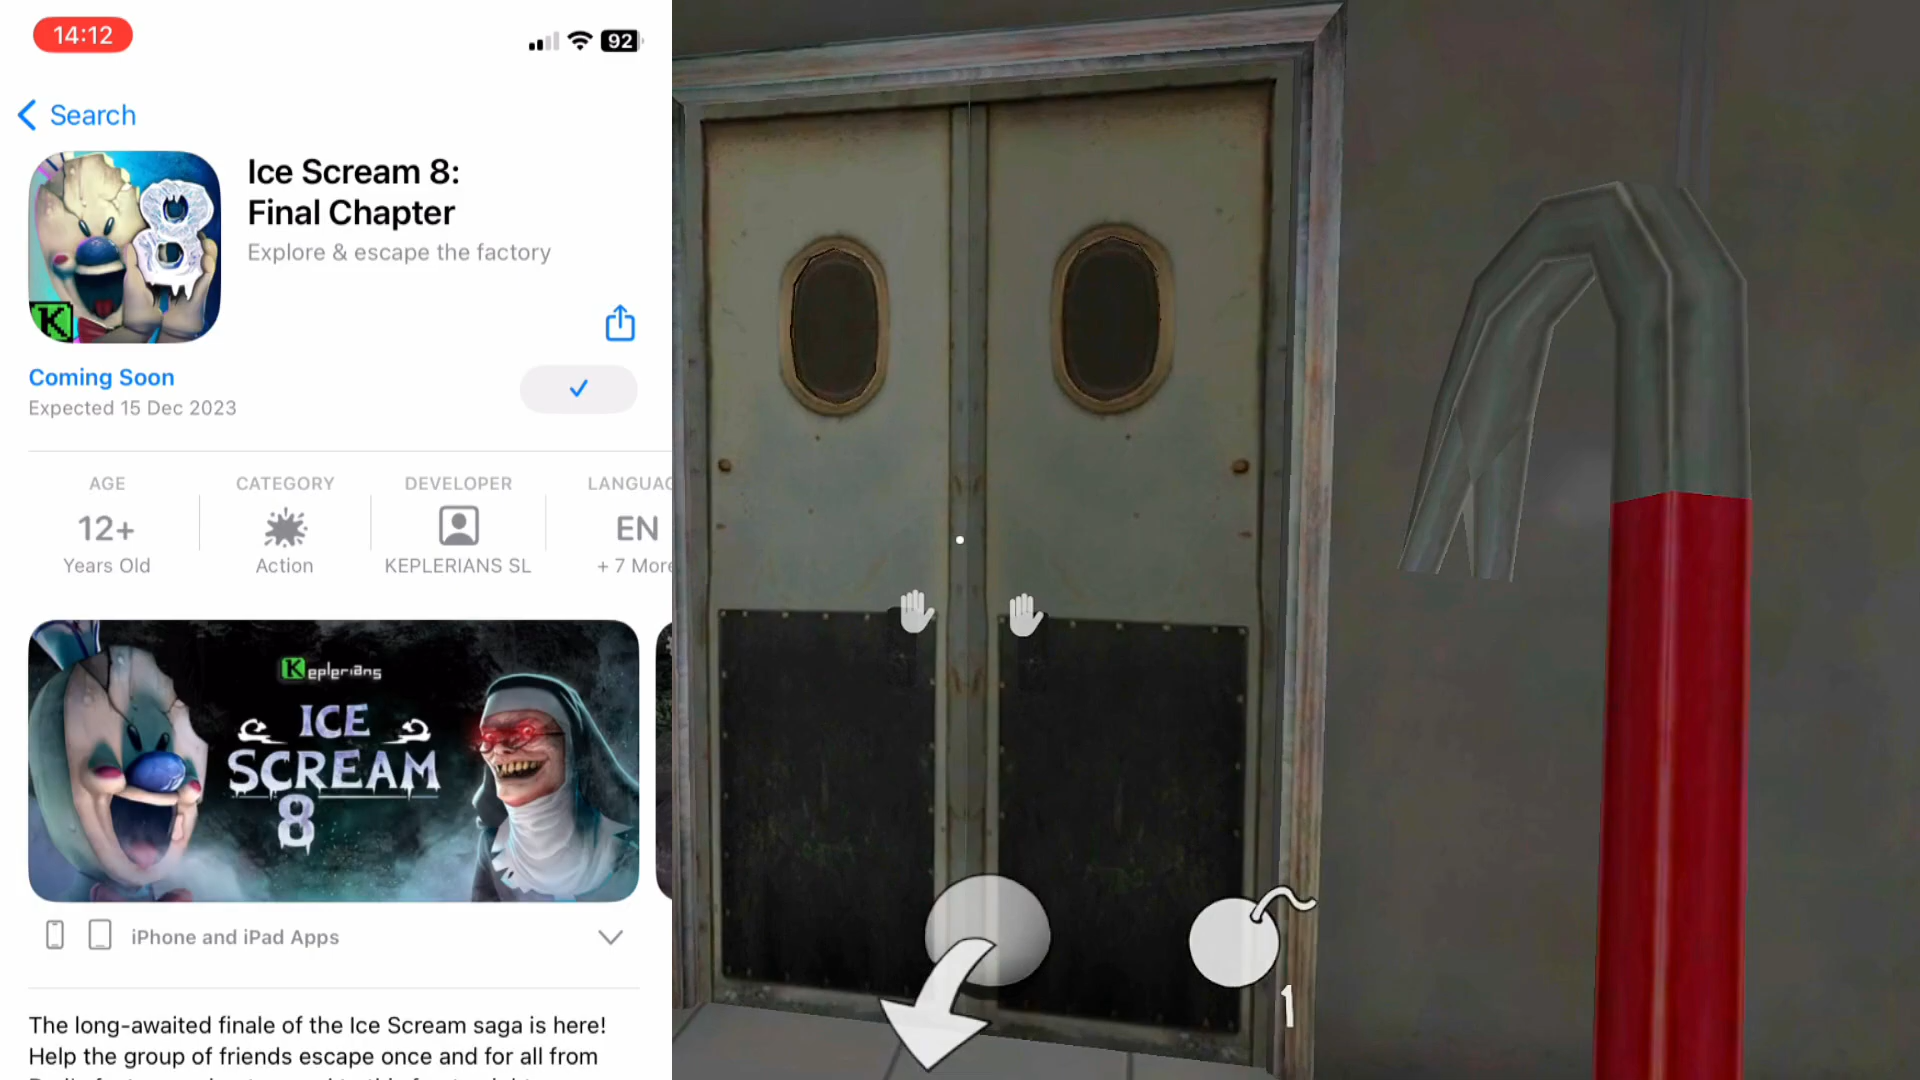 14:12
92
Search
Ice Scream 8:
Final Chapter
Explore & escape the factory
Coming Soon
Expected 15 Dec 2023
AGE
12+
Years Old
CATEGORY
Action
DEVELOPER
KEPLERIANS SL
LANGUAG
EN
+ 7 More
Keplerians
ICE
SCREAM
8
iPhone and iPad Apps
The long-awaited finale of the Ice Scream saga is here!
Help the group of friends escape once and for all from
1